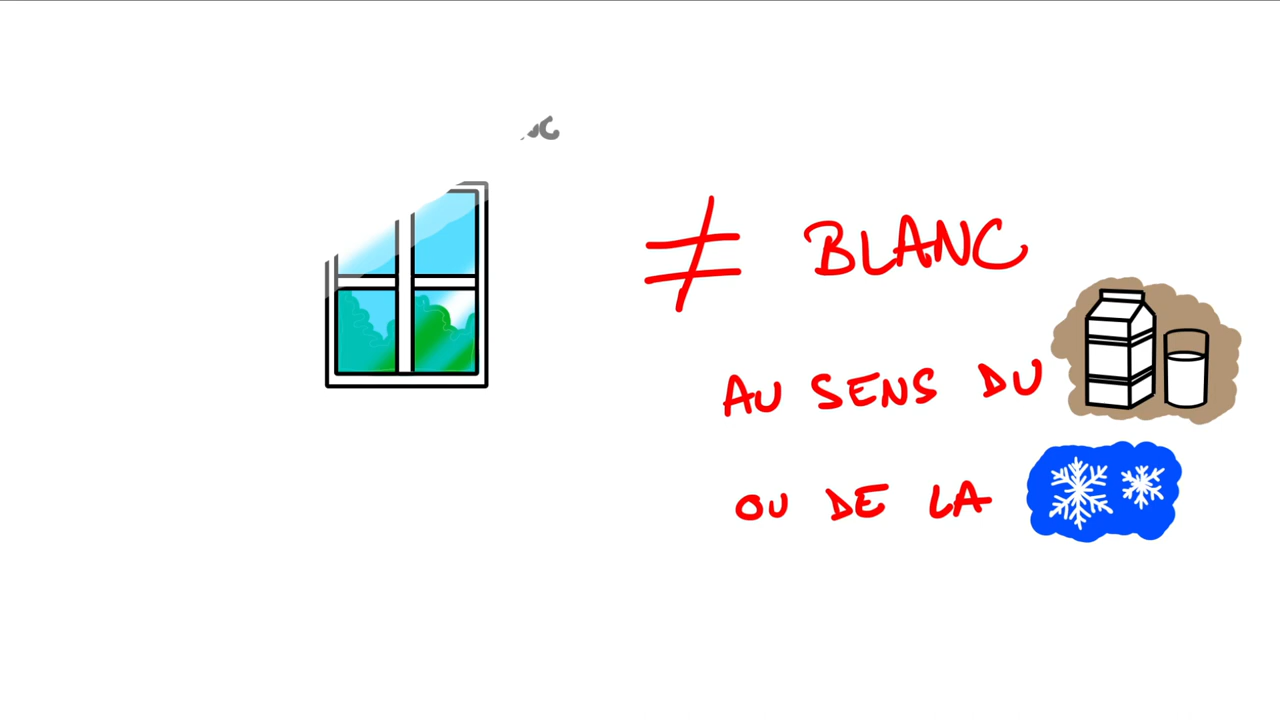 ≠ BLANC
AU SENS DU
OU DE LA